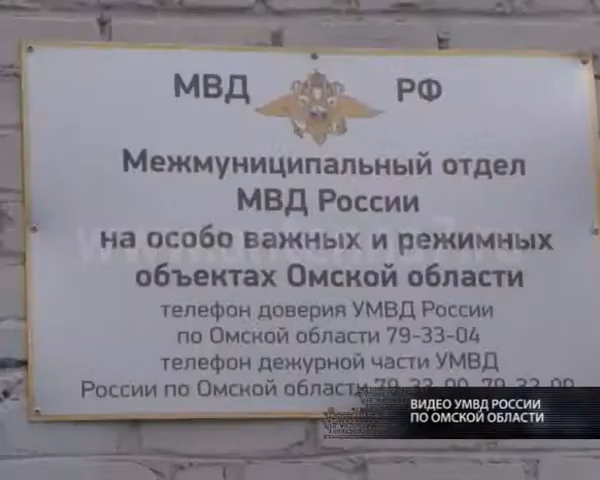 МВД РФ
Межмуниципальный отдел
МВД России
на особо важных и режимных
объектах Омской области
телефон доверия УМВД России
по Омской области 79-33-04
телефон дежурной части УМВД
России по Омской области
ВИДЕО УМВД РОССИИ
ПО ОМСКОЙ ОБЛАСТИ